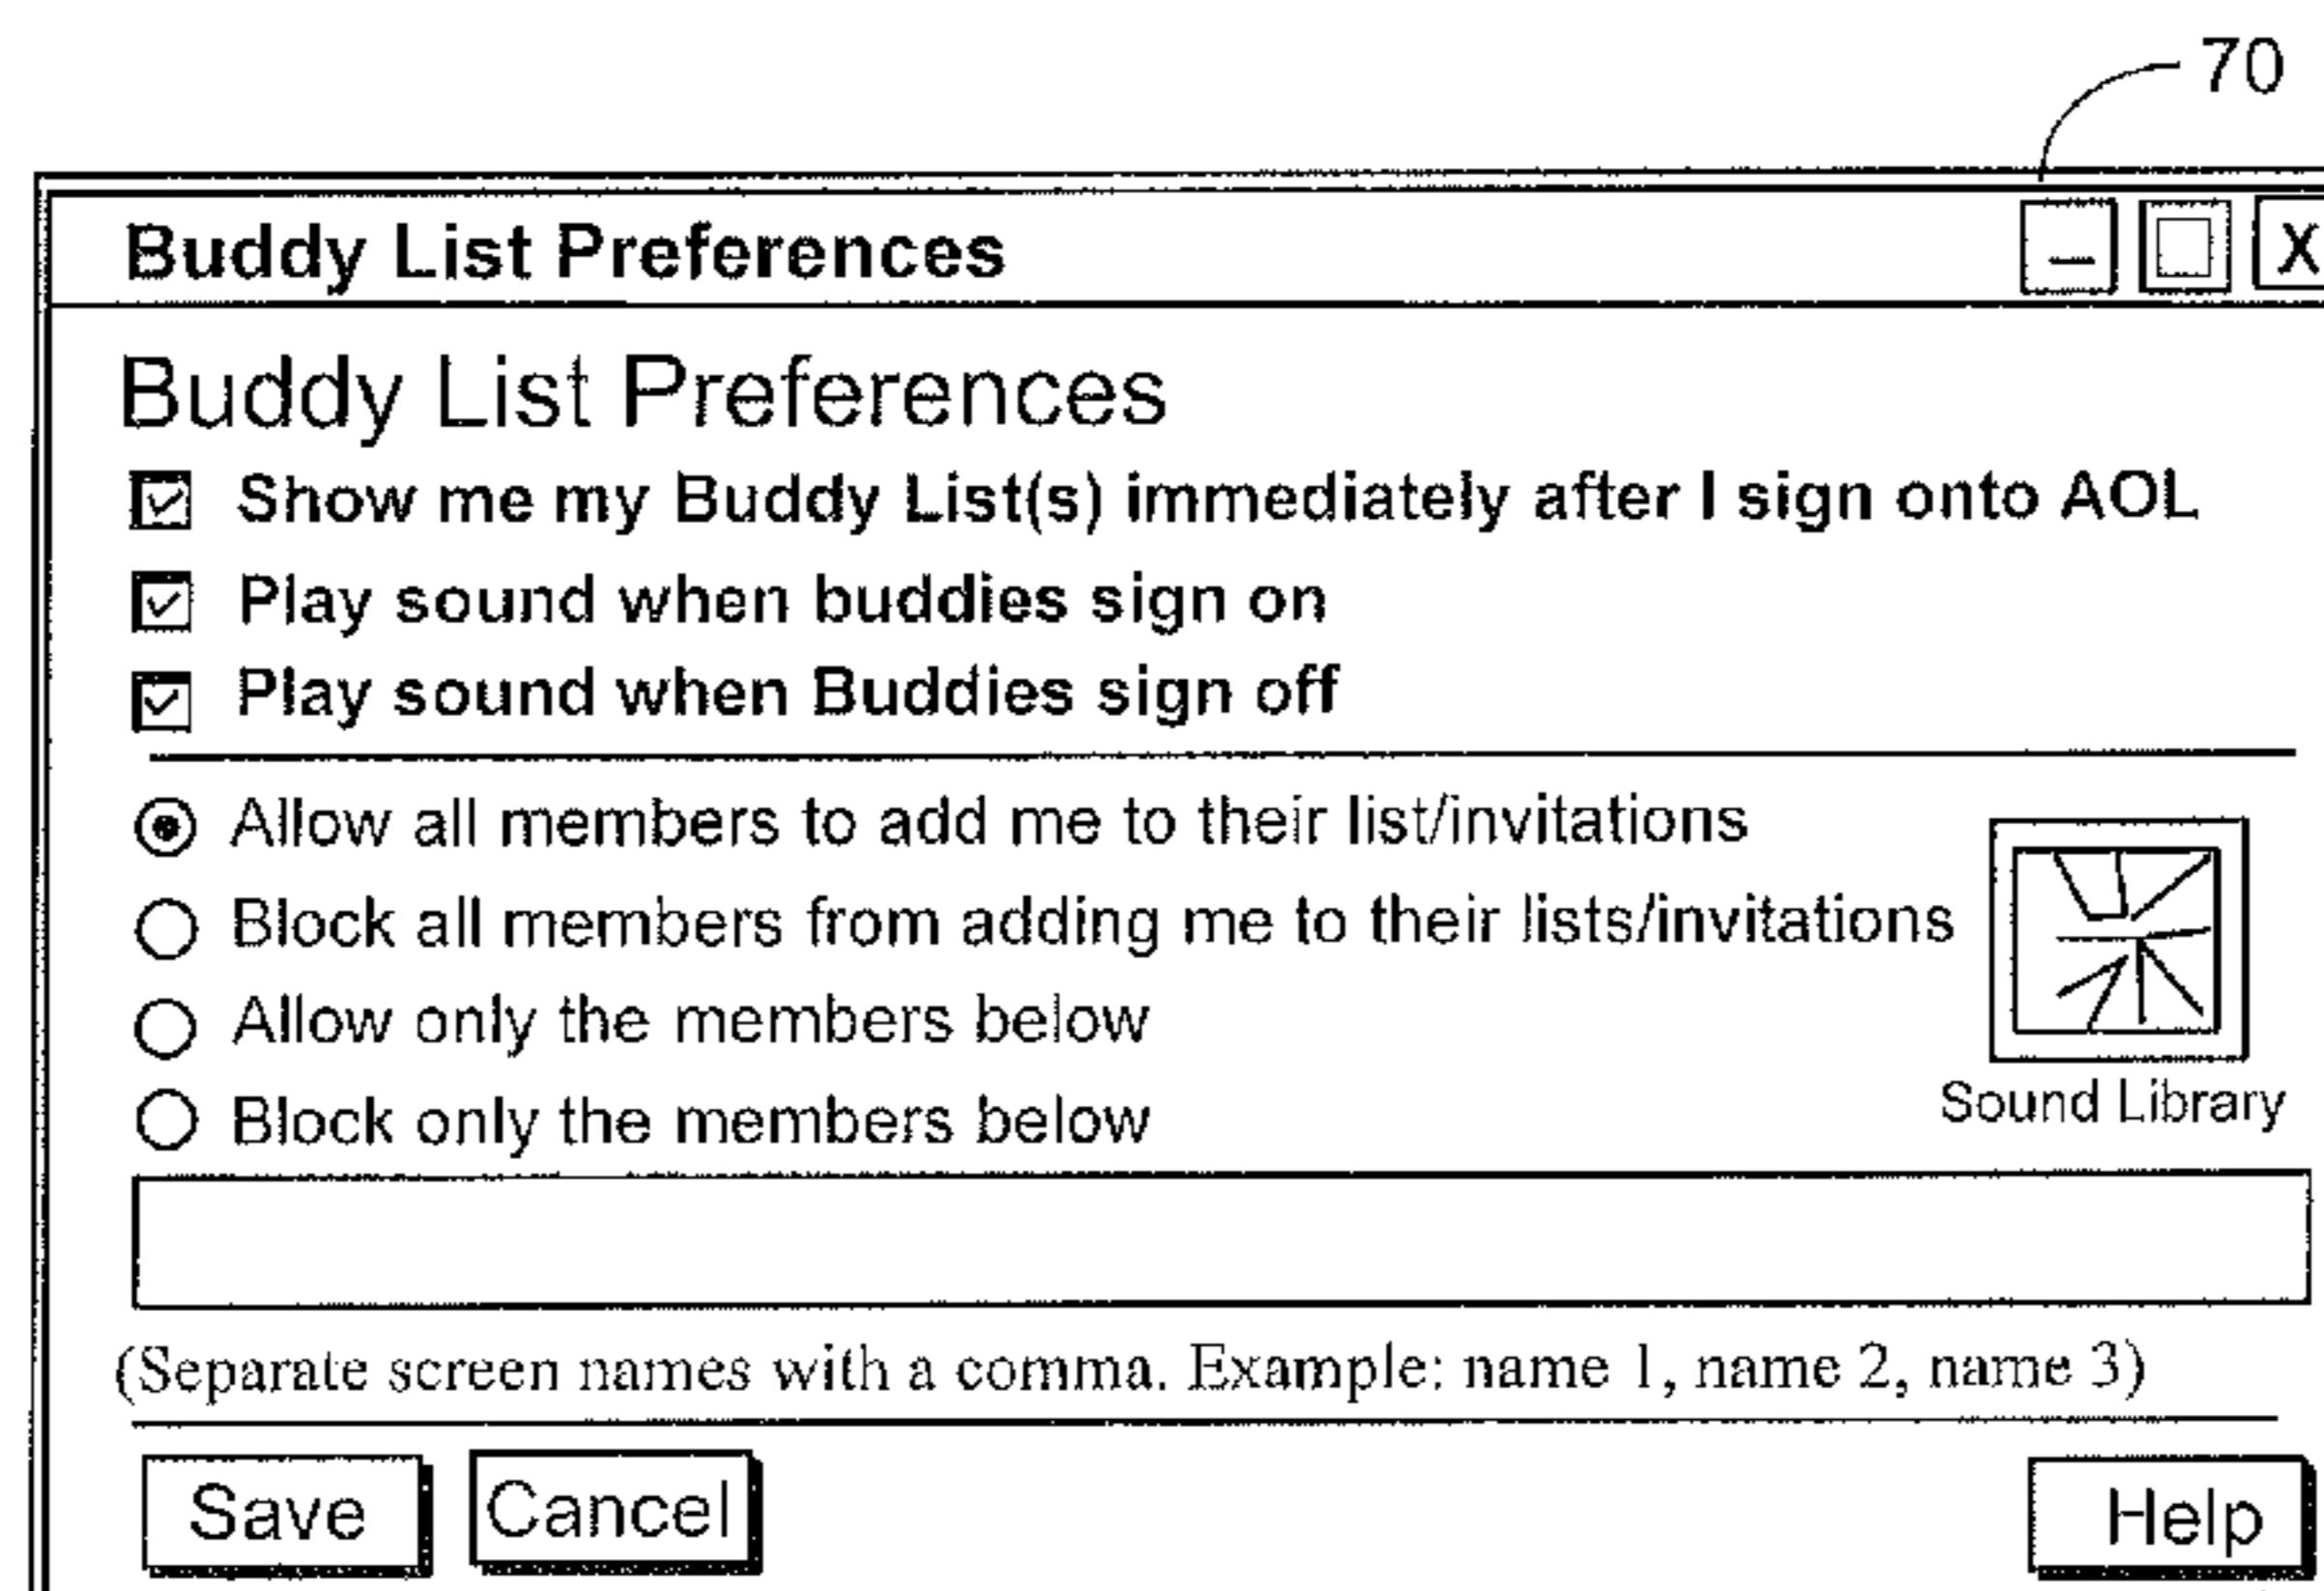 70
Buddy List Preferences
X
Buddy List Preferences
Show me my Buddy List(s) immediately after I sign onto AOL
Play sound when buddies sign on
Play sound when Buddies sign off
Allow all members to add me to their list/invitations
Block all members from adding me to their lists/invitations
Allow only the members below
Block only the members below
Sound Library
(Separate screen names with a comma. Example: name 1, name 2, name 3)
Save Cancel Help